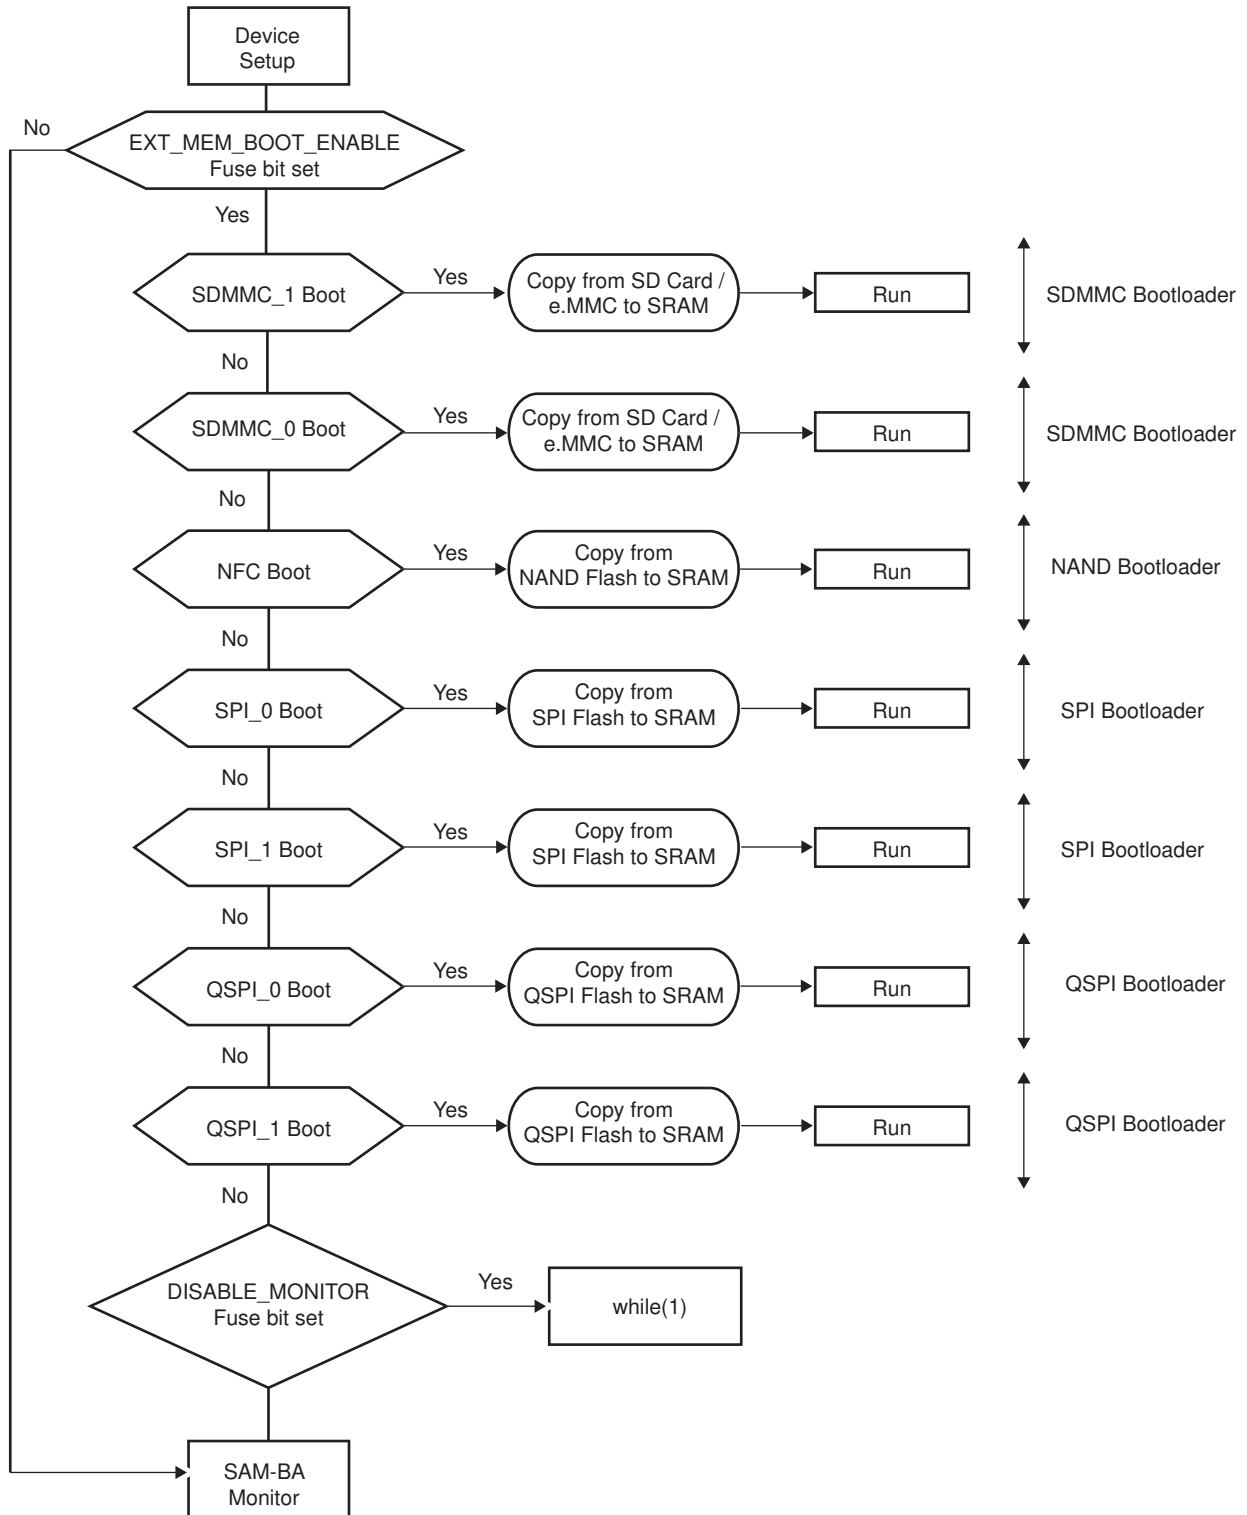 Device
Setup
No
EXT_MEM_BOOT_ENABLE
Fuse bit set
Yes
SDMMC_1 Boot
Yes
Copy from SD Card /
e.MMC to SRAM
Run
SDMMC Bootloader
No
SDMMC_0 Boot
Yes
Copy from SD Card /
e.MMC to SRAM
Run
SDMMC Bootloader
No
NFC Boot
Yes
Copy from
NAND Flash to SRAM
Run
NAND Bootloader
No
SPI_0 Boot
Yes
Copy from
SPI Flash to SRAM
Run
SPI Bootloader
No
SPI_1 Boot
Yes
Copy from
SPI Flash to SRAM
Run
SPI Bootloader
No
QSPI_0 Boot
Yes
Copy from
QSPI Flash to SRAM
Run
QSPI Bootloader
No
QSPI_1 Boot
Yes
Copy from
QSPI Flash to SRAM
Run
QSPI Bootloader
No
DISABLE_MONITOR
Fuse bit set
Yes
while(1)
SAM-BA
Monitor